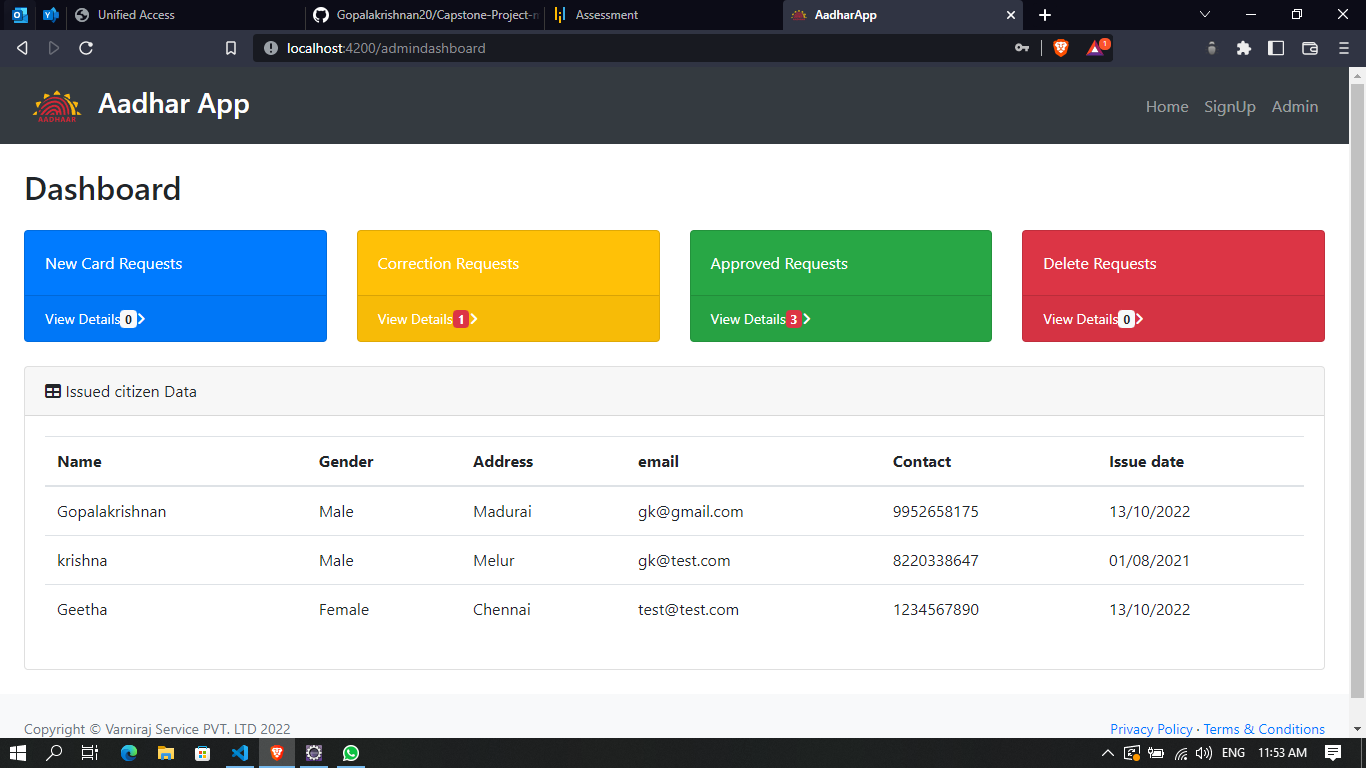 Unified Access
Gopalakrishnan20/Capstone-Project-n
Assessment
AadharApp
localhost:4200/admindashboard
1
AADHAAR
Aadhar App
Home SignUp Admin
Dashboard
New Card Requests
View Details 0
Correction Requests
View Details 1
Approved Requests
View Details 3
Delete Requests
View Details 0
Issued citizen Data
Name Gender Address email Contact Issue date
Gopalakrishnan Male Madurai gk@gmail.com 9952658175 13/10/2022
krishna Male Melur gk@test.com 8220338647 01/08/2021
Geetha Female Chennai test@test.com 1234567890 13/10/2022
Copyright © Varniraj Service PVT. LTD 2022
Privacy Policy · Terms & Conditions
ENG 11:53 AM